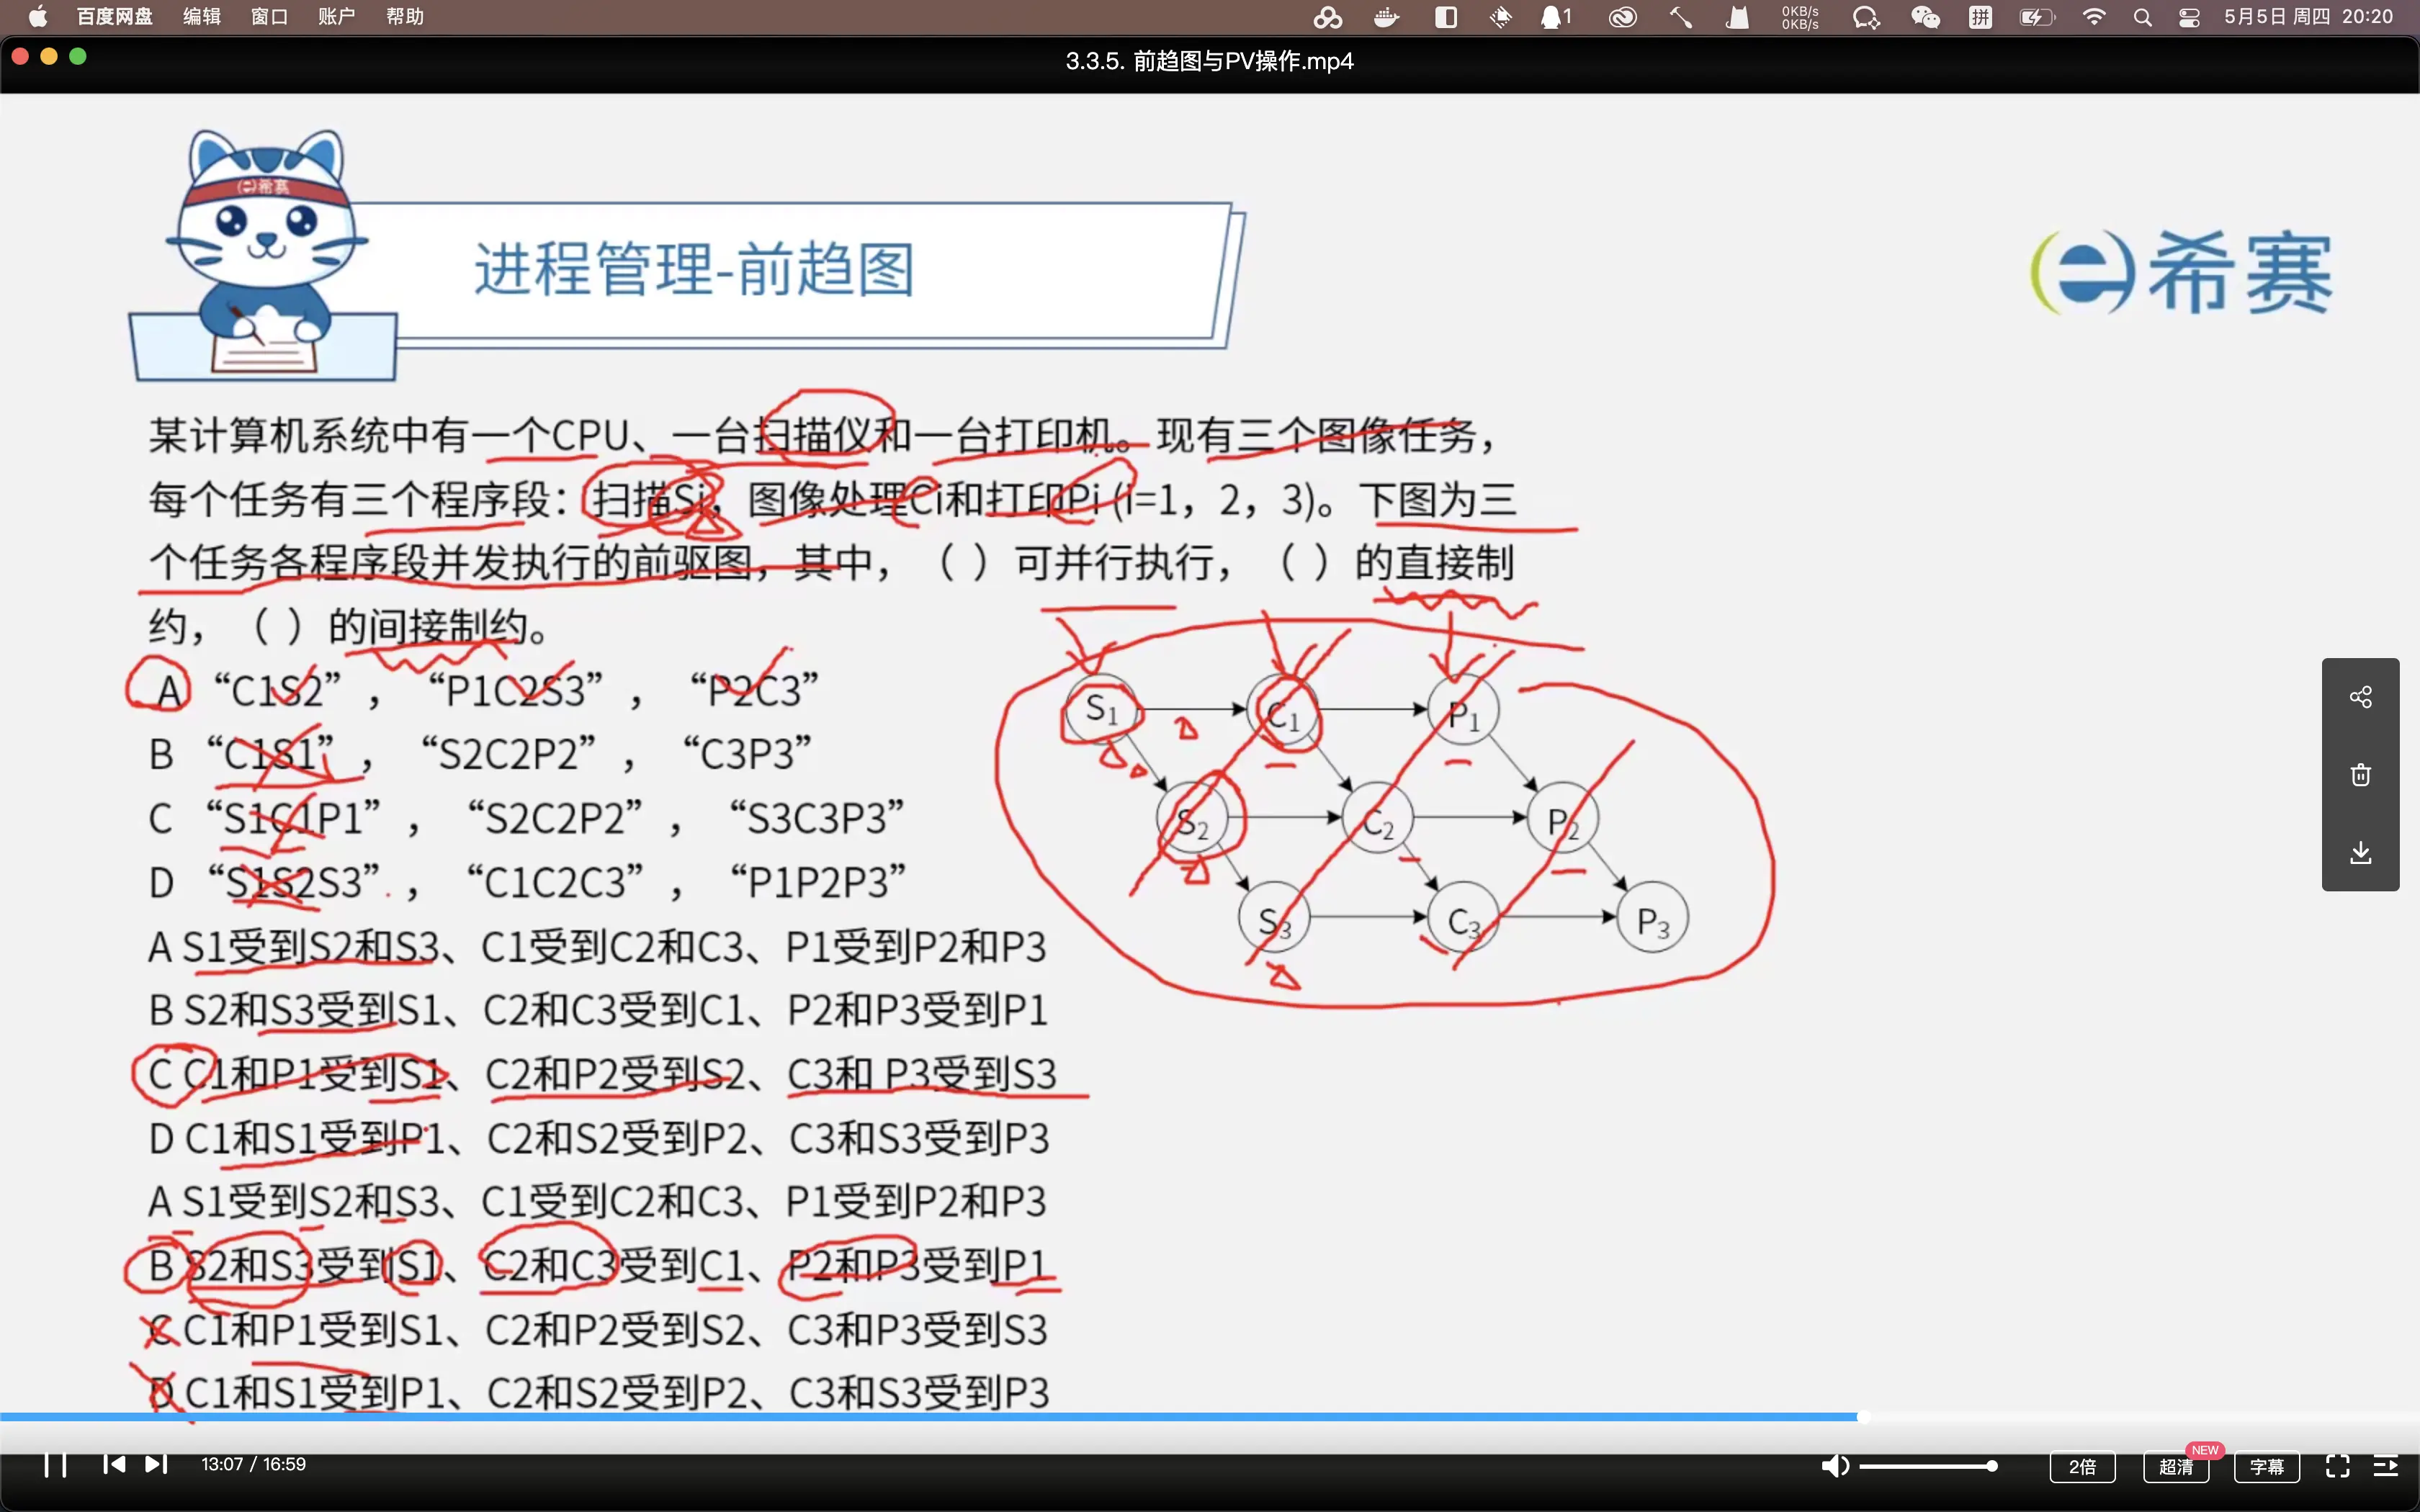 百度网盘 编辑 窗口 账户 帮助 1 0KB/s 0KB/s 拼 5月5日 周四 20:20
3.3.5. 前趋图与PV操作.mp4
希赛
进程管理-前趋图
希赛
某计算机系统中有一个CPU、一台扫描仪和一台打印机。现有三个图像任务，
每个任务有三个程序段：扫描Si，图像处理Ci和打印Pi (i=1，2，3)。下图为三
个任务各程序段并发执行的前驱图，其中，（ ）可并行执行，（ ）的直接制
约，（ ）的间接制约。
A “C1S2”，“P1C2S3”，“P2C3”
B “C1S1”，“S2C2P2”，“C3P3”
C “S1C1P1”，“S2C2P2”，“S3C3P3”
D “S1S2S3”，“C1C2C3”，“P1P2P3”
S1 C1 P1
S2 C2 P2
S3 C3 P3
A S1受到S2和S3、C1受到C2和C3、P1受到P2和P3
B S2和S3受到S1、C2和C3受到C1、P2和P3受到P1
C C1和P1受到S1、C2和P2受到S2、C3和 P3受到S3
D C1和S1受到P1、C2和S2受到P2、C3和S3受到P3
A S1受到S2和S3、C1受到C2和C3、P1受到P2和P3
B S2和S3受到S1、C2和C3受到C1、P2和P3受到P1
C C1和P1受到S1、C2和P2受到S2、C3和P3受到S3
D C1和S1受到P1、C2和S2受到P2、C3和S3受到P3
13:07 / 16:59 2倍 超清 NEW 字幕